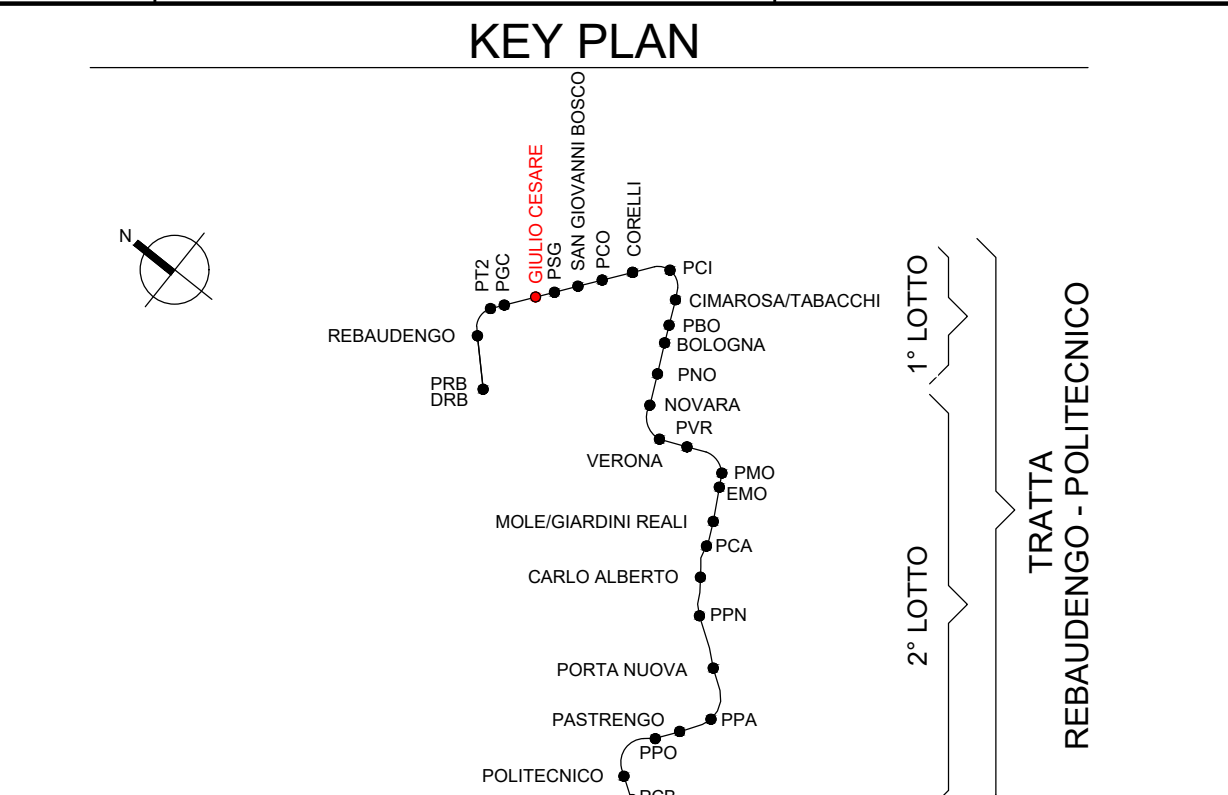 KEY PLAN
N
PT2
PGC
GIULIO CESARE
PSG
SAN GIOVANNI BOSCO
PCO
CORELLI
PCI
CIMAROSA/TABACCHI
REBAUDENGO
PBO
BOLOGNA
PRB
DRB
PNO
NOVARA
PVR
VERONA
PMO
EMO
MOLE/GIARDINI REALI
PCA
CARLO ALBERTO
PPN
PORTA NUOVA
PASTRENGO
PPA
PPO
POLITECNICO
1° LOTTO
2° LOTTO
TRATTA
REBAUDENGO - POLITECNICO